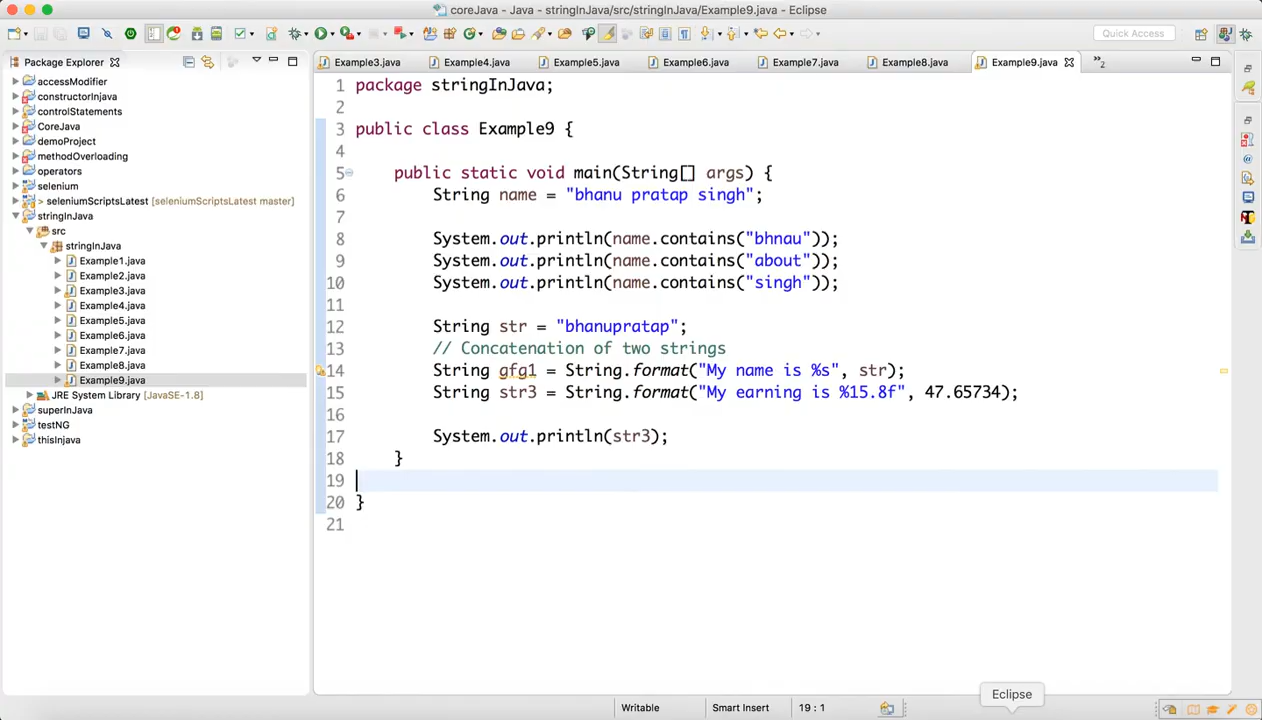 coreJava - Java - stringInJava/src/stringInJava/Example9.java - Eclipse
Quick Access
Package Explorer
Example3.java
Example4.java
Example5.java
Example6.java
Example7.java
Example8.java
Example9.java
»2
accessModifier
constructorInjava
controlStatements
CoreJava
demoProject
methodOverloading
operators
selenium
> seleniumScriptsLatest [seleniumScriptsLatest master]
stringInJava
src
stringInJava
Example1.java
Example2.java
Example3.java
Example4.java
Example5.java
Example6.java
Example7.java
Example8.java
Example9.java
JRE System Library [JavaSE-1.8]
superInJava
testNG
thisInjava
1 package stringInJava;
2
3 public class Example9 {
4
5 public static void main(String[] args) {
6 String name = "bhanu pratap singh";
7
8 System.out.println(name.contains("bhnau"));
9 System.out.println(name.contains("about"));
10 System.out.println(name.contains("singh"));
11
12 String str = "bhanupratap";
13 // Concatenation of two strings
14 String gfg1 = String.format("My name is %s", str);
15 String str3 = String.format("My earning is %15.8f", 47.65734);
16
17 System.out.println(str3);
18 }
19
20 }
21
Eclipse
Writable
Smart Insert
19 : 1